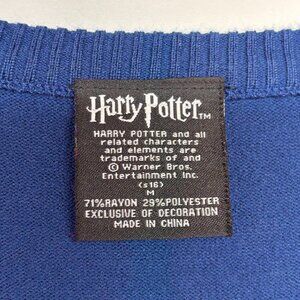 Harry Potter™
HARRY POTTER and all
related characters
and elements are
trademarks of and
© Warner Bros.
Entertainment Inc.
(s16)
M
71%RAYON 29%POLYESTER
EXCLUSIVE OF DECORATION
MADE IN CHINA